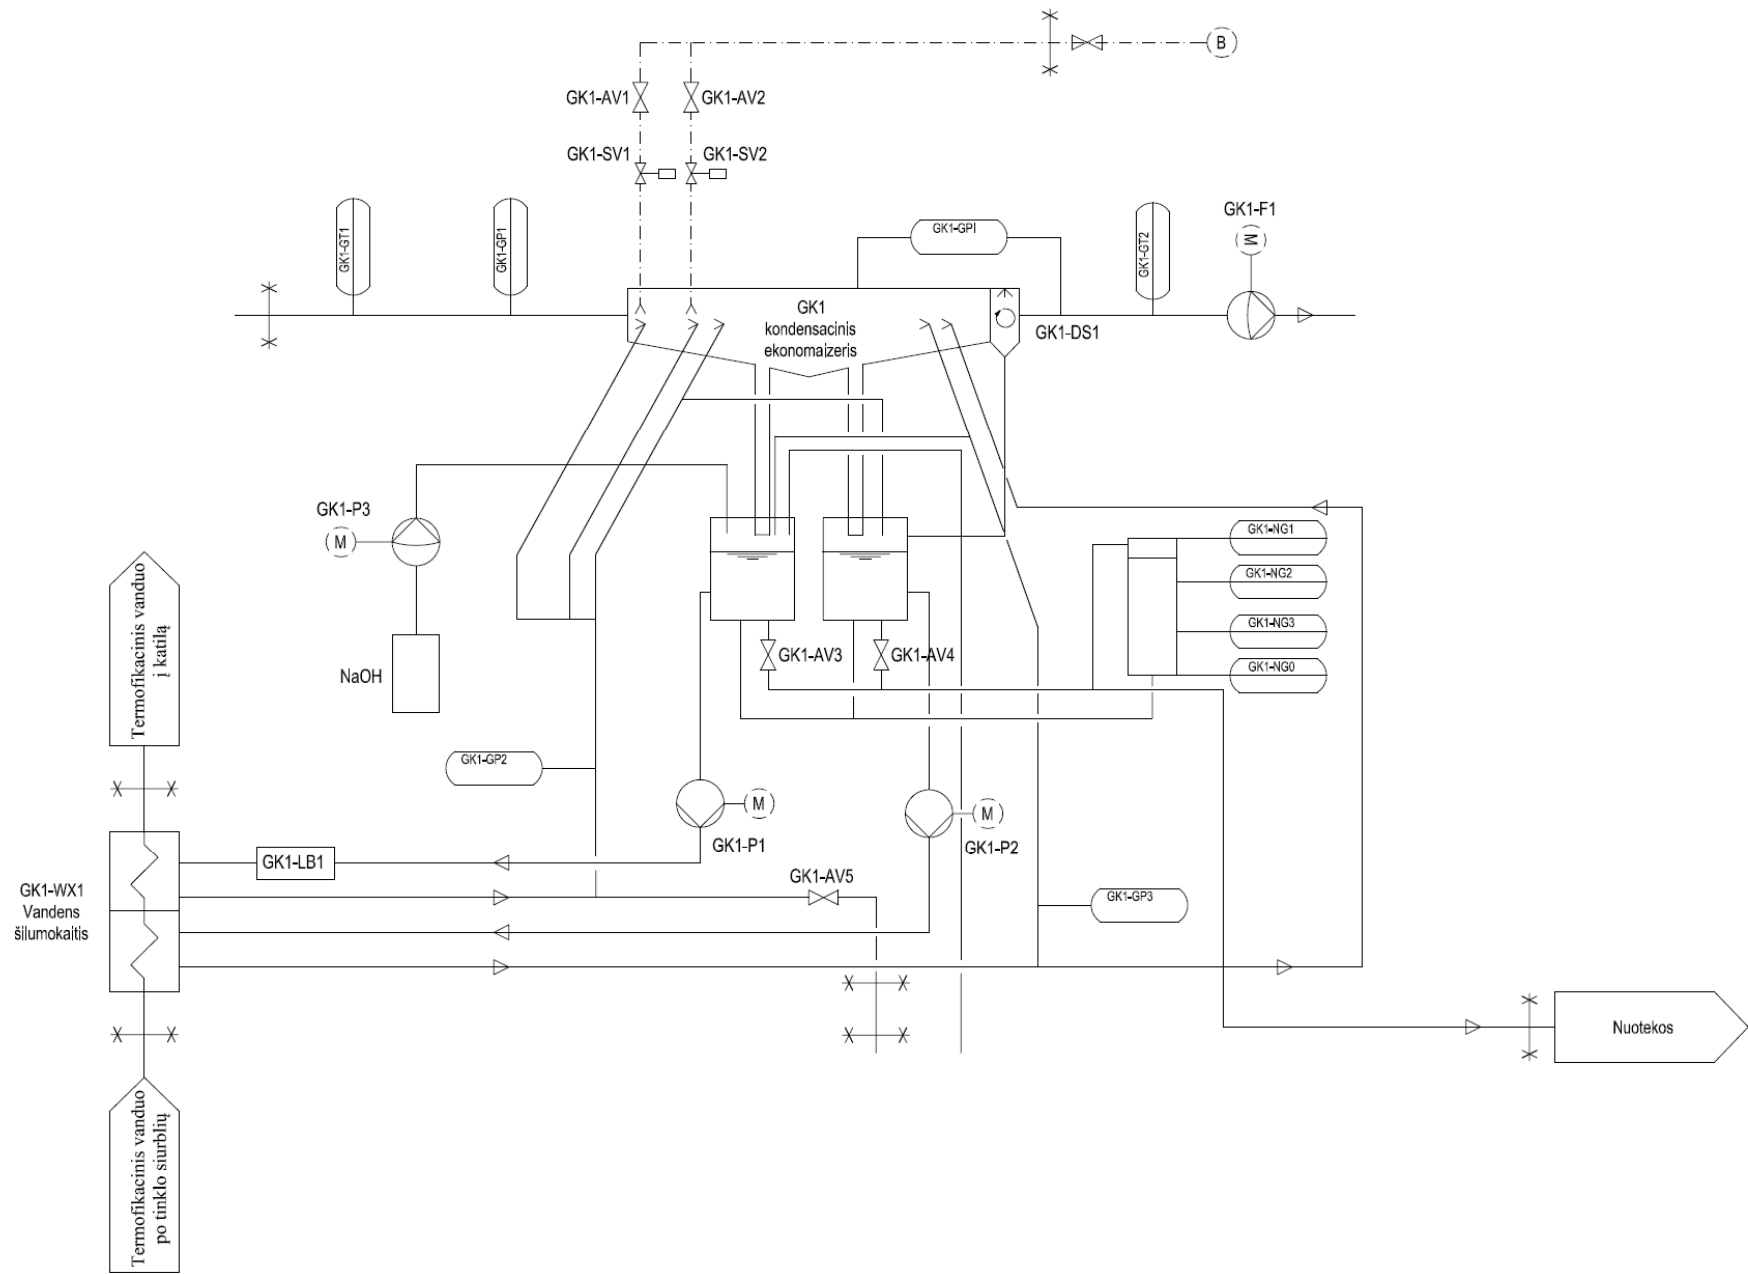 B
GK1-AV1
GK1-AV2
GK1-SV1
GK1-SV2
GK1-GT1
GK1-GP1
GK1-GPI
GK1-GT2
GK1-F1
M
GK1
kondensacinis
ekonomaizeris
GK1-DS1
GK1-P3
M
GK1-NG1
GK1-NG2
GK1-NG3
GK1-NG0
Termofikacinis vanduo
į katilą
NaOH
GK1-AV3
GK1-AV4
GK1-GP2
M
GK1-P1
M
GK1-P2
GK1-LB1
GK1-AV5
GK1-GP3
GK1-WX1
Vandens
šilumokaitis
Nuotekos
Termofikacinis vanduo
po tinklo siurblių